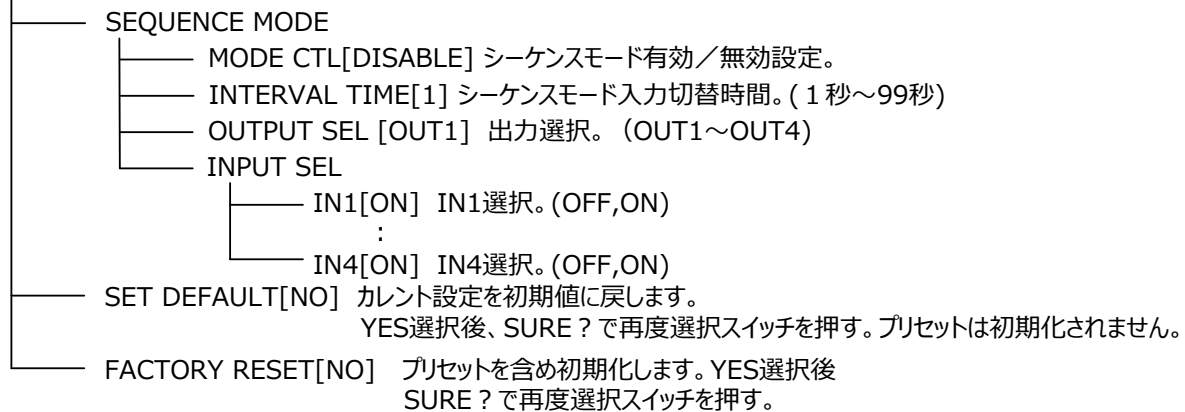 SEQUENCE MODE
MODE CTL[DISABLE] シーケンスモード有効／無効設定。
INTERVAL TIME[1] シーケンスモード入力切替時間。(１秒～99秒)
OUTPUT SEL [OUT1] 出力選択。（OUT1～OUT4)
INPUT SEL
IN1[ON] IN1選択。(OFF,ON)
：
IN4[ON] IN4選択。(OFF,ON)
SET DEFAULT[NO] カレント設定を初期値に戻します。
YES選択後、SURE？で再度選択スイッチを押す。プリセットは初期化されません。
FACTORY RESET[NO] プリセットを含め初期化します。YES選択後
SURE？で再度選択スイッチを押す。